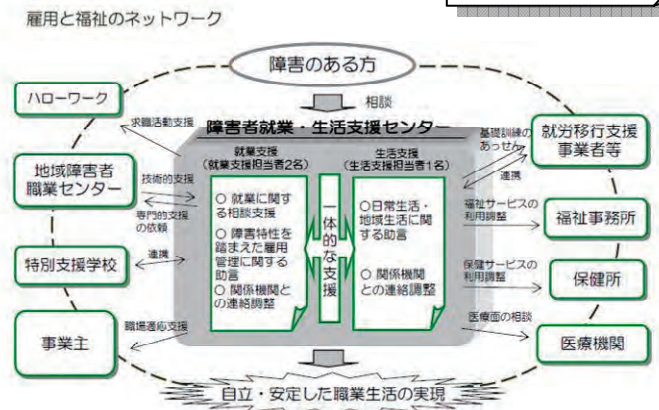 雇用と福祉のネットワーク
障害のある方
相談
ハローワーク
求職活動支援
地域障害者
職業センター
技術的支援
専門的支援
の依頼
特別支援学校
連携
事業主
職場適応支援
障害者就業・生活支援センター
就業支援
(就業支援担当者2名)
○ 就業に関す
る相談支援
○ 障害特性を
踏まえた雇用
管理に関する
助言
○ 関係機関と
の連絡調整
一体的な支援
生活支援
(生活支援担当者1名)
○日常生活・
地域生活に関
する助言
○ 関係機関
との連絡調整
基礎訓練の
あっせん
連携
就労移行支援
事業者等
福祉サービスの
利用調整
福祉事務所
保健サービスの
利用調整
保健所
医療面の相談
医療機関
自立・安定した職業生活の実現